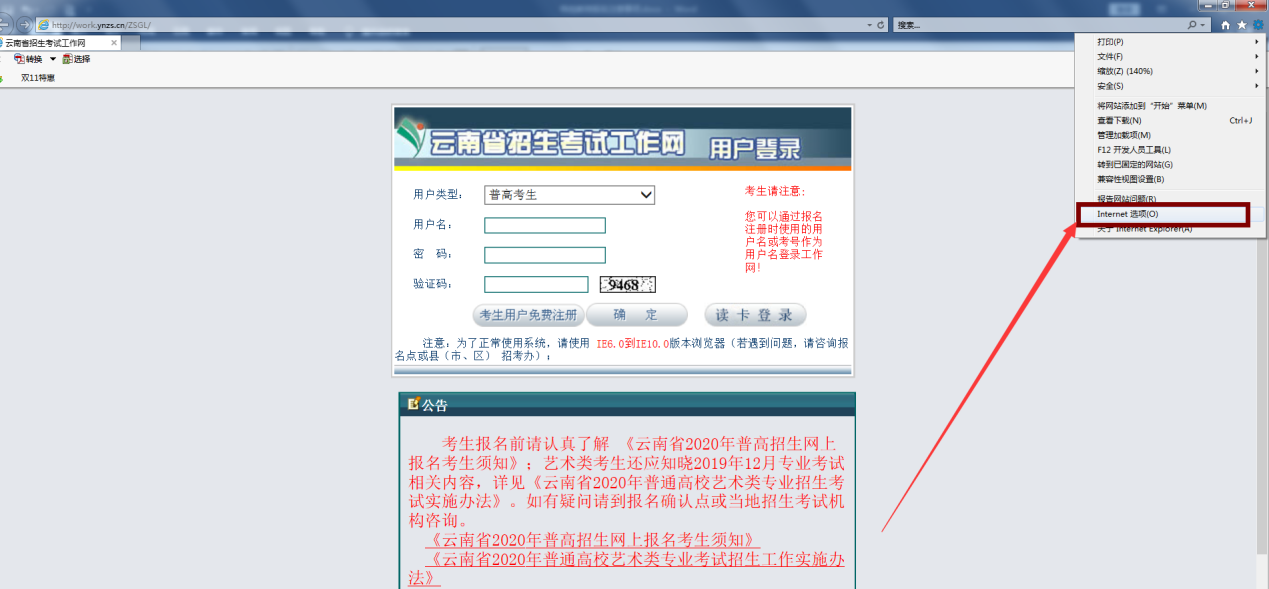 http://work.ynzs.cn/ZSGL/
搜索...
云南省招生考试工作网
转换
选择
双11特惠
打印(P)
文件(F)
缩放(Z) (140%)
安全(S)
将网站添加到“开始”菜单(M)
查看下载(N) Ctrl+J
管理加载项(M)
F12 开发人员工具(L)
转到已固定的网站(G)
兼容性视图设置(B)
报告网站问题(R)
Internet 选项(O)
关于 Internet Explorer(A)
云南省招生考试工作网 用户登录
用户类型： 普高考生
用户名：
密 码：
验证码： 9468
考生请注意：
您可以通过报名
注册时使用的用
户名或考号作为
用户名登录工作
网！
考生用户免费注册 确 定 读 卡 登 录
注意：为了正常使用系统，请使用 IE6.0到IE10.0版本浏览器（若遇到问题，请咨询报
名点或县（市、区） 招考办）；
公告
考生报名前请认真了解 《云南省2020年普高招生网上
报名考生须知》；艺术类考生还应知晓2019年12月专业考试
相关内容，详见《云南省2020年普通高校艺术类专业招生考
试实施办法》。如有疑问请到报名确认点或当地招生考试机
构咨询。
《云南省2020年普高招生网上报名考生须知》
《云南省2020年普通高校艺术类专业考试招生工作实施办
法》